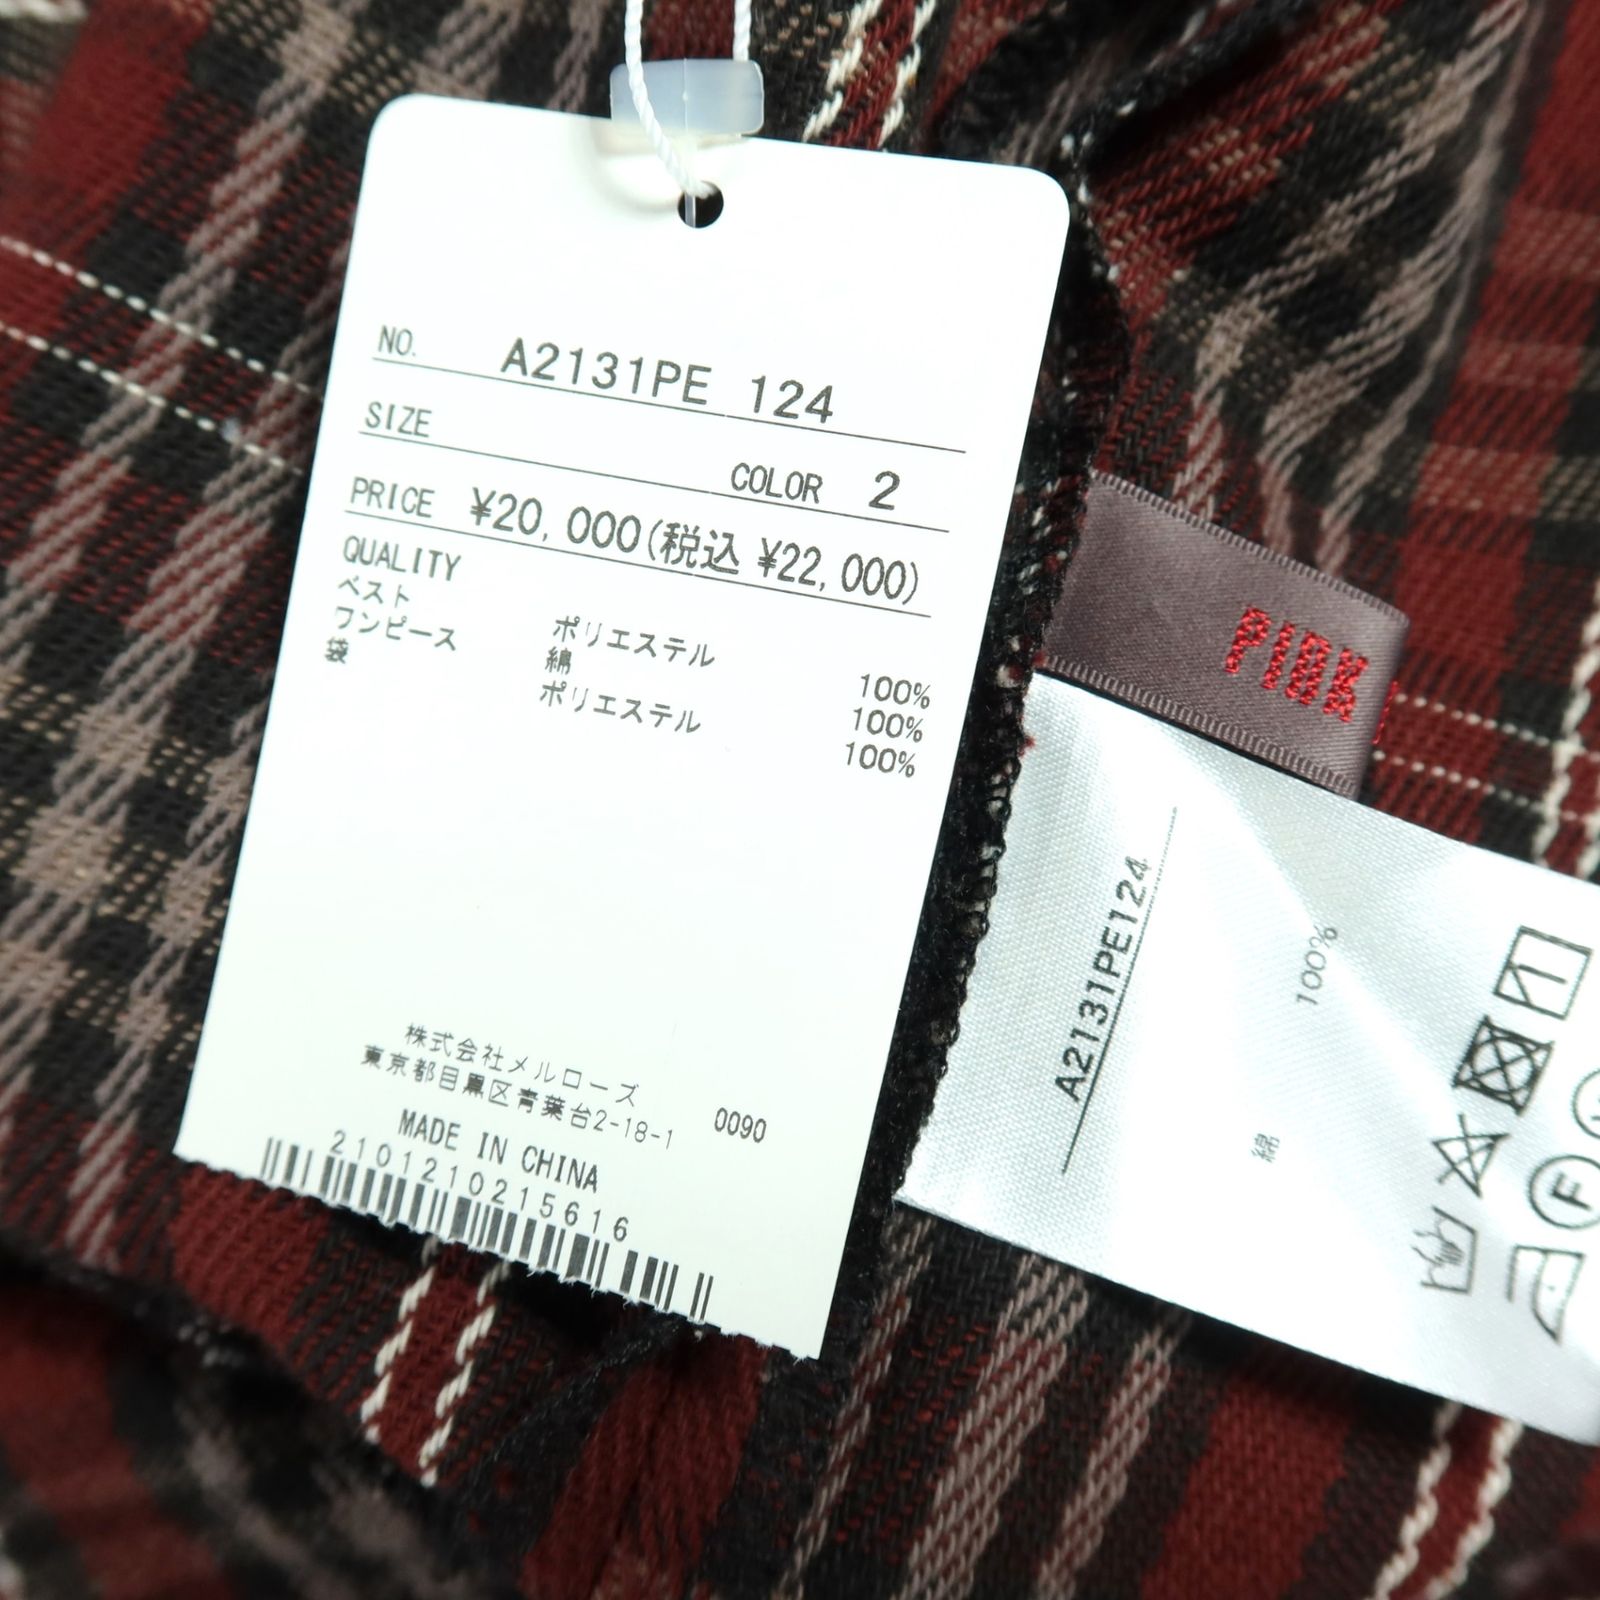 NO. A2131PE 124
SIZE
COLOR 2
PRICE ¥20,000(税込 ¥22,000)
QUALITY
ベスト ポリエステル 100%
ワンピース 綿 100%
袋 ポリエステル 100%
株式会社メルローズ
東京都目黒区青葉台2-18-1 0090
MADE IN CHINA
2101210215616
PINK
A2131PE124
綿 100%
F